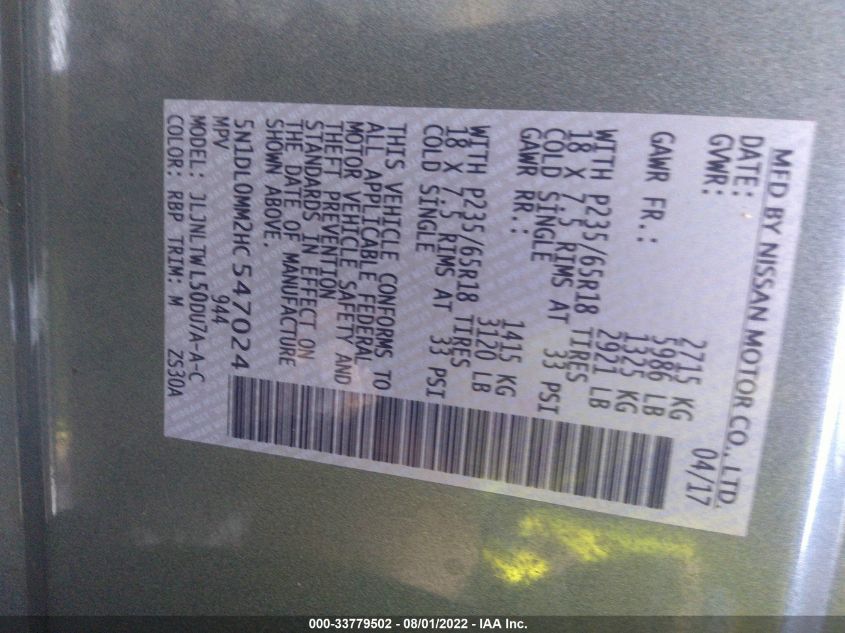 MFD BY NISSAN MOTOR CO., LTD.
DATE: 04/17
GVWR: 2715 KG
5986 LB
GAWR FR.: 1325 KG
2921 LB
WITH P235/65R18 TIRES
18 X 7.5 RIMS AT 33 PSI
COLD SINGLE
GAWR RR.: 1415 KG
3120 LB
WITH P235/65R18 TIRES
18 X 7.5 RIMS AT 33 PSI
COLD SINGLE
THIS VEHICLE CONFORMS TO
ALL APPLICABLE FEDERAL
MOTOR VEHICLE SAFETY AND
THEFT PREVENTION
STANDARDS IN EFFECT ON
THE DATE OF MANUFACTURE
SHOWN ABOVE.
5N1DL0MM2HC547024
MPV 944
MODEL: JLJNLTWL50DU7A-A-C
COLOR: RBP TRIM: M ZS30A
000-33779502 - 08/01/2022 - IAA Inc.